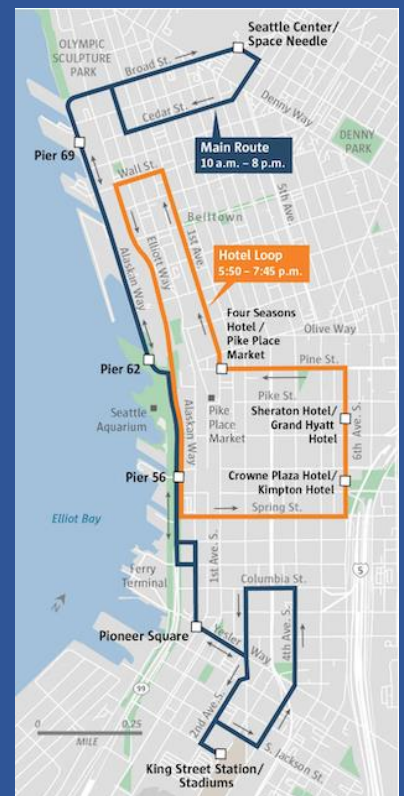 Seattle Center/
Space Needle
OLYMPIC
SCULPTURE
PARK
Broad St.
Cedar St.
Denny Way
DENNY
PARK
Main Route
10 a.m. – 8 p.m.
Pier 69
Wall St.
5th Ave.
Belltown
1st Ave.
Elliott Way
Alaskan Way
Hotel Loop
5:50 – 7:45 p.m.
Four Seasons
Hotel /
Pike Place
Market
Olive Way
Pine St.
Pier 62
Pike St.
Seattle
Aquarium
Alaskan Way
Pike
Place
Market
Sheraton Hotel/
Grand Hyatt
Hotel
6th Ave. S.
Pier 56
Crowne Plaza Hotel/
Kimpton Hotel
Spring St.
Elliot Bay
1st Ave. S.
5
Ferry
Terminal
Columbia St.
N
Pioneer Square
Yesler Way
4th Ave. S.
99
2nd Ave. S.
0
0.25
MILE
S. Jackson St.
King Street Station/
Stadiums